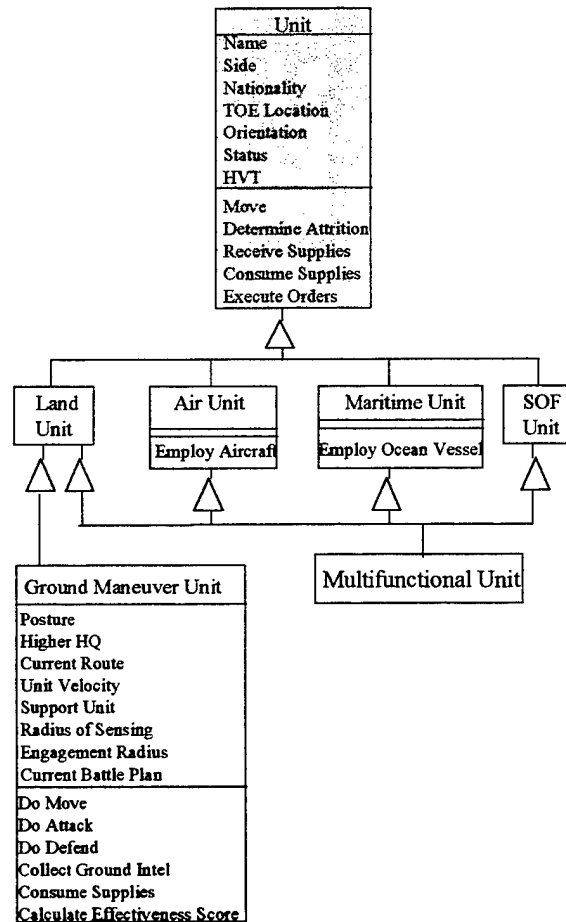 Unit
Name
Side
Nationality
TOE Location
Orientation
Status
HVT
Move
Determine Attrition
Receive Supplies
Consume Supplies
Execute Orders
Land
Unit
Air Unit
Employ Aircraft
Maritime Unit
Employ Ocean Vessel
SOF
Unit
Ground Maneuver Unit
Posture
Higher HQ
Current Route
Unit Velocity
Support Unit
Radius of Sensing
Engagement Radius
Current Battle Plan
Do Move
Do Attack
Do Defend
Collect Ground Intel
Consume Supplies
Calculate Effectiveness Score
Multifunctional Unit